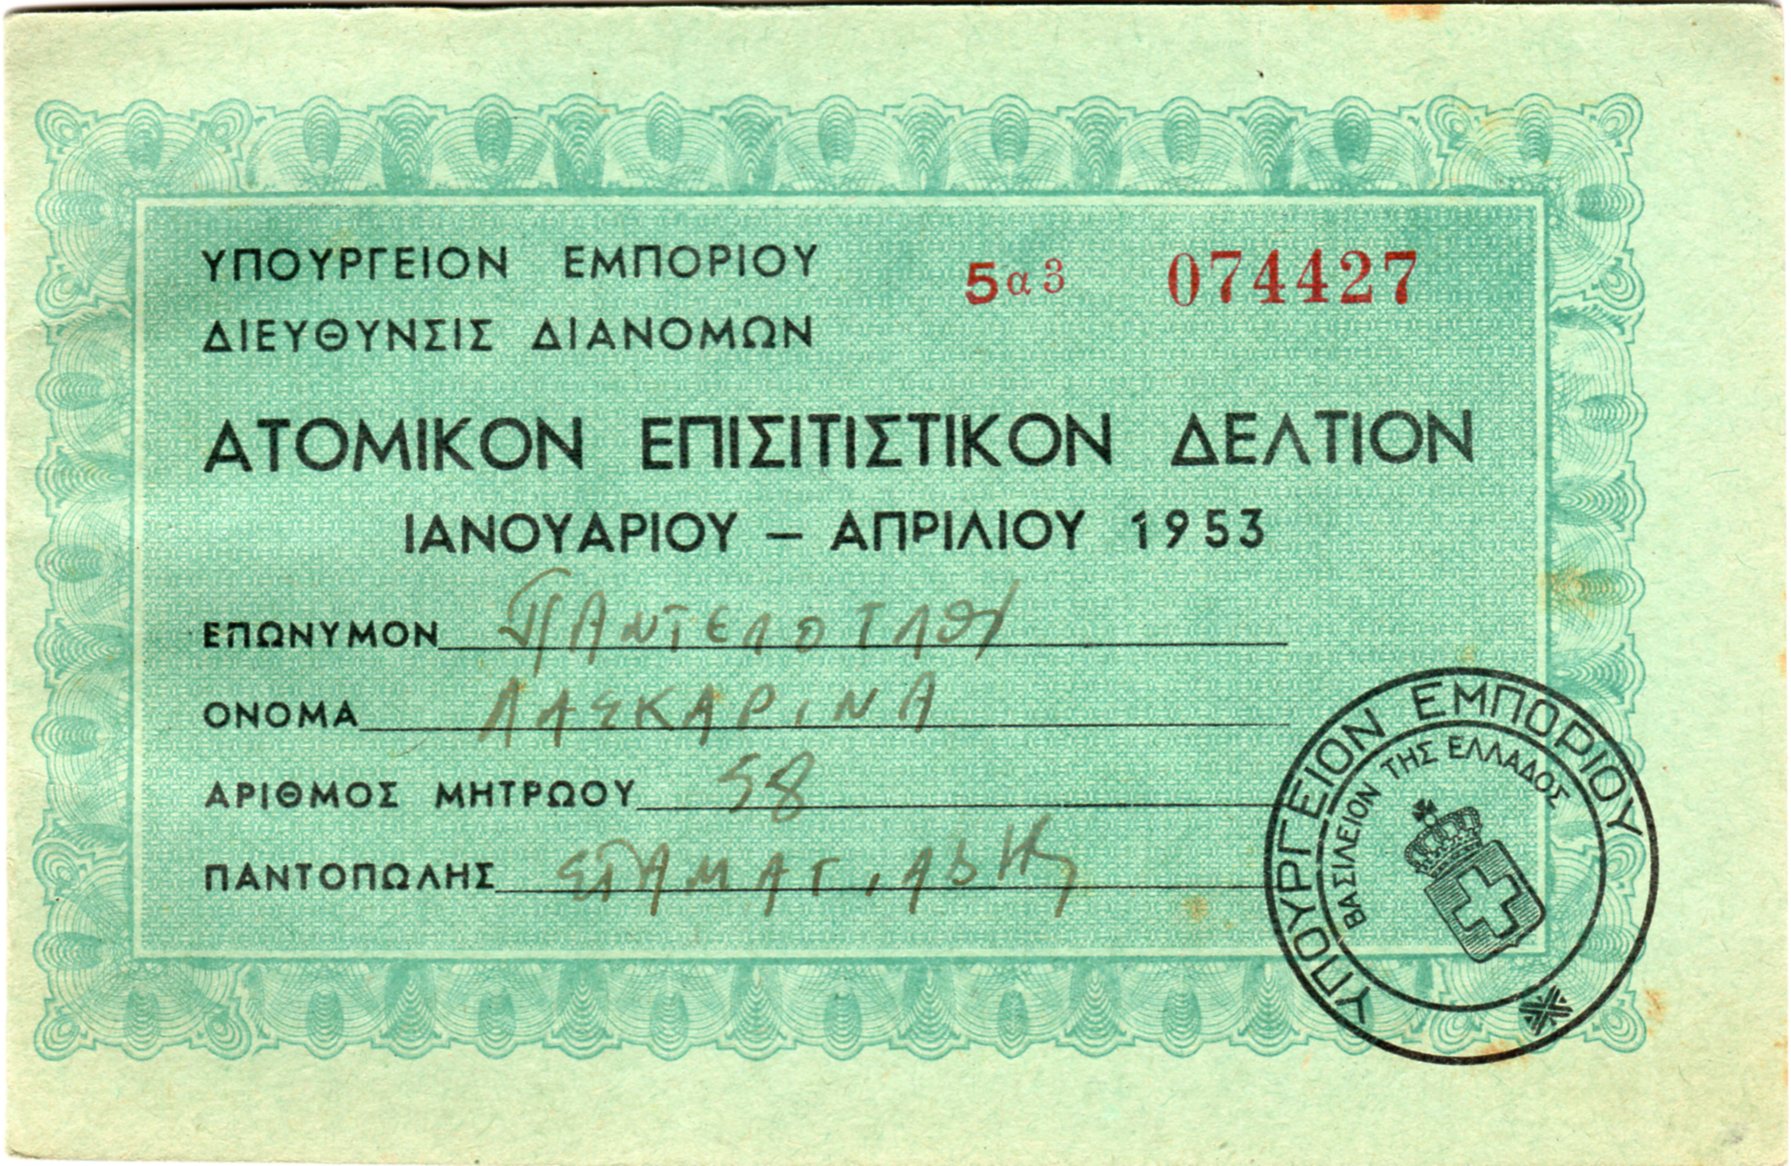 ΥΠΟΥΡΓΕΙΟΝ ΕΜΠΟΡΙΟΥ
5α3 074427
ΔΙΕΥΘΥΝΣΙΣ ΔΙΑΝΟΜΩΝ
ΑΤΟΜΙΚΟΝ ΕΠΙΣΙΤΙΣΤΙΚΟΝ ΔΕΛΤΙΟΝ
ΙΑΝΟΥΑΡΙΟΥ – ΑΠΡΙΛΙΟΥ 1953
ΕΠΩΝΥΜΟΝ
ΟΝΟΜΑ ΛΑΣΚΑΡΙΝΑ
ΑΡΙΘΜΟΣ ΜΗΤΡΩΟΥ 58
ΠΑΝΤΟΠΩΛΗΣ
ΥΠΟΥΡΓΕΙΟΝ ΕΜΠΟΡΙΟΥ
ΒΑΣΙΛΕΙΟΝ ΤΗΣ ΕΛΛΑΔΟΣ